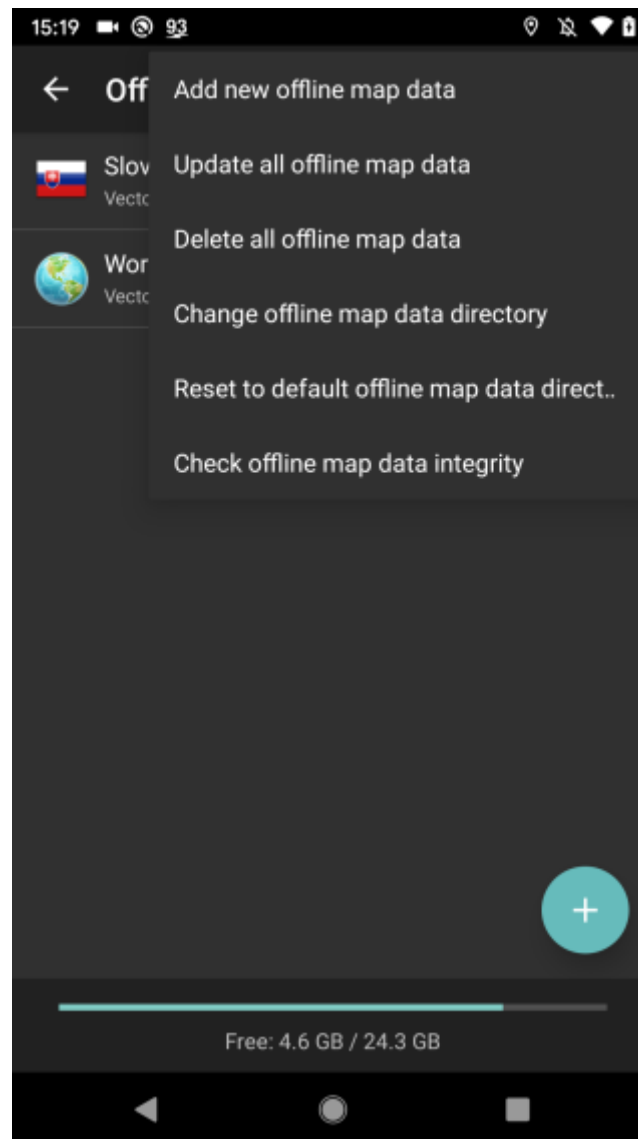 15:19 93
Off
Add new offline map data
Slov
Update all offline map data
Vecto
Delete all offline map data
Wor
Vecto
Change offline map data directory
Reset to default offline map data direct..
Check offline map data integrity
Free: 4.6 GB / 24.3 GB